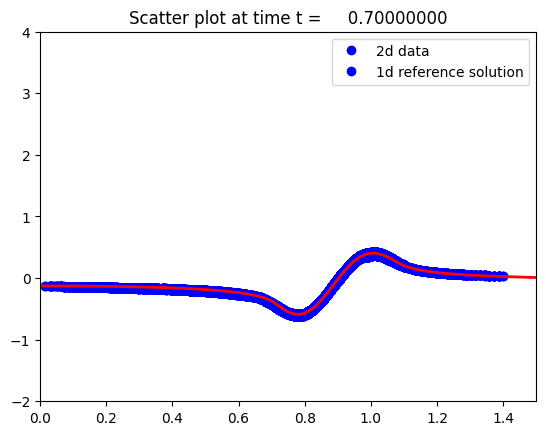 Scatter plot at time t = 0.70000000
2d data
1d reference solution
4
3
2
1
0
−1
−2
0.0 0.2 0.4 0.6 0.8 1.0 1.2 1.4